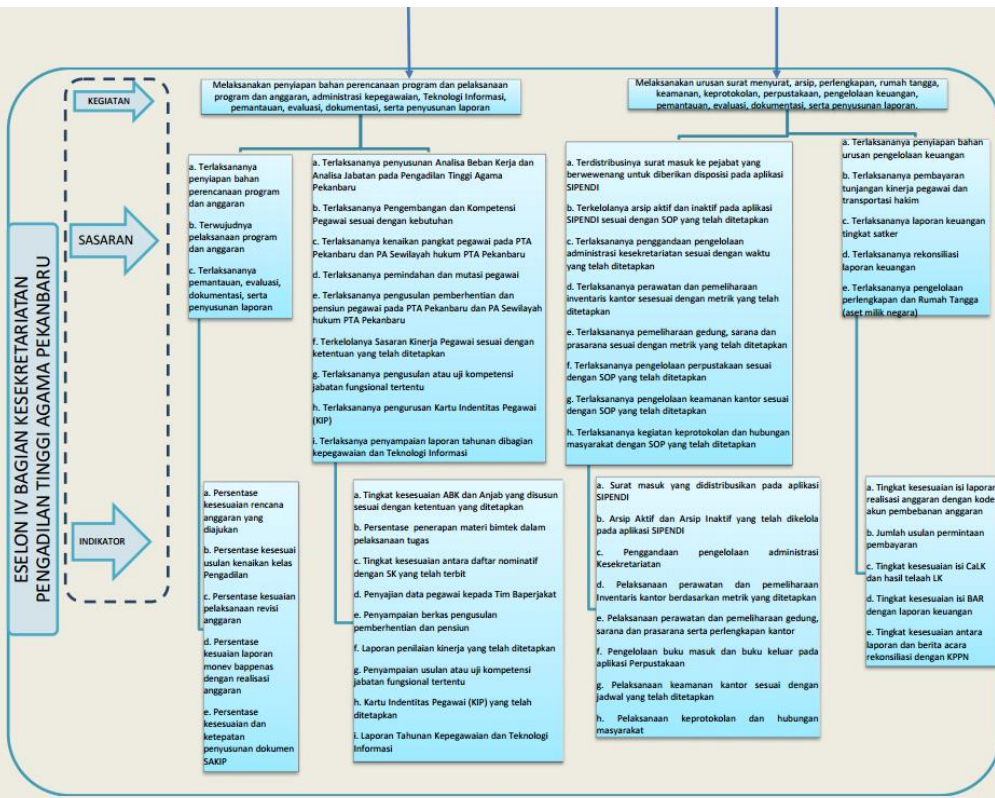 ESELON IV BAGIAN KESEKRETARIATAN
PENGADILAN TINGGI AGAMA PEKANBARU
KEGIATAN
SASARAN
INDIKATOR
Melaksanakan penyiapan bahan perencanaan program dan pelaksanaan
program dan anggaran, administrasi kepegawaian, Teknologi Informasi,
pemantauan, evaluasi, dokumentasi, serta penyusunan laporan
Melaksanakan urusan surat menyurat, arsip, perlengkapan, rumah tangga,
keamanan, keprotokolan, perpustakaan, pengelolaan keuangan,
pemantauan, evaluasi, dokumentasi, serta penyusunan laporan.
a. Terlaksananya
penyiapan bahan
perencanaan program
dan anggaran
b. Terwujudnya
pelaksanaan program
dan anggaran
c. Terlaksananya
pemantauan, evaluasi,
dokumentasi, serta
penyusunan laporan
a. Terlaksananya penyusunan Analisa Beban Kerja dan
Analisa Jabatan pada Pengadilan Tinggi Agama
Pekanbaru
b. Terlaksananya Pengembangan dan Kompetensi
Pegawai sesuai dengan kebutuhan
c. Terlaksananya kenaikan pangkat pegawai pada PTA
Pekanbaru dan PA Sewilayah hukum PTA Pekanbaru
d. Terlaksananya pemindahan dan mutasi pegawai
e. Terlaksananya pengusulan pemberhentian dan
pensiun pegawai pada PTA Pekanbaru dan PA Sewilayah
hukum PTA Pekanbaru
f. Terkelolanya Sasaran Kinerja Pegawai sesuai dengan
ketentuan yang telah ditetapkan
g. Terlaksananya pengusulan atau uji kompetensi
jabatan fungsional tertentu
h. Terlaksananya pengurusan Kartu Indentitas Pegawai
(KIP)
i. Terlaksanya penyampaian laporan tahunan dibagian
kepegawaian dan Teknologi Informasi
a. Terdistribusinya surat masuk ke pejabat yang
berwewenang untuk diberikan disposisi pada aplikasi
SIPENDI
b. Terkelolanya arsip aktif dan inaktif pada aplikasi
SIPENDI sesuai dengan SOP yang telah ditetapkan
c. Terlaksananya penggandaan pengelolaan
administrasi kesekretariatan sesuai dengan waktu
yang telah ditetapkan
d. Terlaksananya perawatan dan pemeliharaan
inventaris kantor sesesuai dengan metrik yang telah
ditetapkan
e. Terlaksananya pemeliharaan gedung, sarana dan
prasarana sesuai dengan metrik yang telah ditetapkan
f. Terlaksananya pengelolaan perpustakaan sesuai
dengan SOP yang telah ditetapkan
g. Terlaksananya pengelolaan keamanan kantor sesuai
dengan SOP yang telah ditetapkan
h. Terlaksananya kegiatan keprotokolan dan hubungan
masyarakat dengan SOP yang telah ditetapkan
a. Terlaksananya penyiapan bahan
urusan pengelolaan keuangan
b. Terlaksananya pembayaran
tunjangan kinerja pegawai dan
transportasi hakim
c. Terlaksananya laporan keuangan
tingkat satker
d. Terlaksananya rekonsiliasi
laporan keuangan
e. Terlaksananya pengelolaan
perlengkapan dan Rumah Tangga
(aset milik negara)
a. Persentase
kesesuaian rencana
anggaran yang
diajukan
b. Persentase kesesuai
usulan kenaikan kelas
Pengadilan
c. Persentase kesuaian
pelaksanaan revisi
anggaran
d. Persentase
kesuaian laporan
monev bappenas
dengan realisasi
anggaran
e. Persentase
kesesuaian dan
ketepatan
penyusunan dokumen
SAKIP
a. Tingkat kesesuaian ABK dan Anjab yang disusun
sesuai dengan ketentuan yang ditetapkan
b. Persentase penerapan materi bimtek dalam
pelaksanaan tugas
c. Tingkat kesesuaian antara daftar nominatif
dengan SK yang telah terbit
d. Penyajian data pegawai kepada Tim Baperjakat
e. Penyampaian berkas pengusulan
pemberhentian dan pensiun
f. Laporan penilaian kinerja yang telah ditetapkan
g. Penyampaian usulan atau uji kompetensi
jabatan fungsional tertentu
h. Kartu Indentitas Pegawai (KIP) yang telah
ditetapkan
i. Laporan Tahunan Kepegawaian dan Teknologi
Informasi
a. Surat masuk yang didistribusikan pada aplikasi
SIPENDI
b. Arsip Aktif dan Arsip Inaktif yang telah dikelola
pada aplikasi SIPENDI
c. Penggandaan pengelolaan administrasi
Kesekretariatan
d. Pelaksanaan perawatan dan pemeliharaan
Inventaris kantor berdasarkan metrik yang ditetapkan
e. Pelaksanaan perawatan dan pemeliharaan gedung,
sarana dan prasarana serta perlengkapan kantor
f. Pengelolaan buku masuk dan buku keluar pada
aplikasi Perpustakaan
g. Pelaksanaan keamanan kantor sesuai dengan
jadwal yang telah ditetapkan
h. Pelaksanaan keprotokolan dan hubungan
masyarakat
a. Tingkat kesesuaian isi laporan
realisasi anggaran dengan kode
akun pembebanan anggaran
b. Jumlah usulan permintaan
pembayaran
c. Tingkat kesesuaian isi CaLK
dan hasil telaah LK
d. Tingkat kesesuaian isi BAR
dengan laporan keuangan
e. Tingkat kesesuaian antara
laporan dan berita acara
rekonsiliasi dengan KPPN